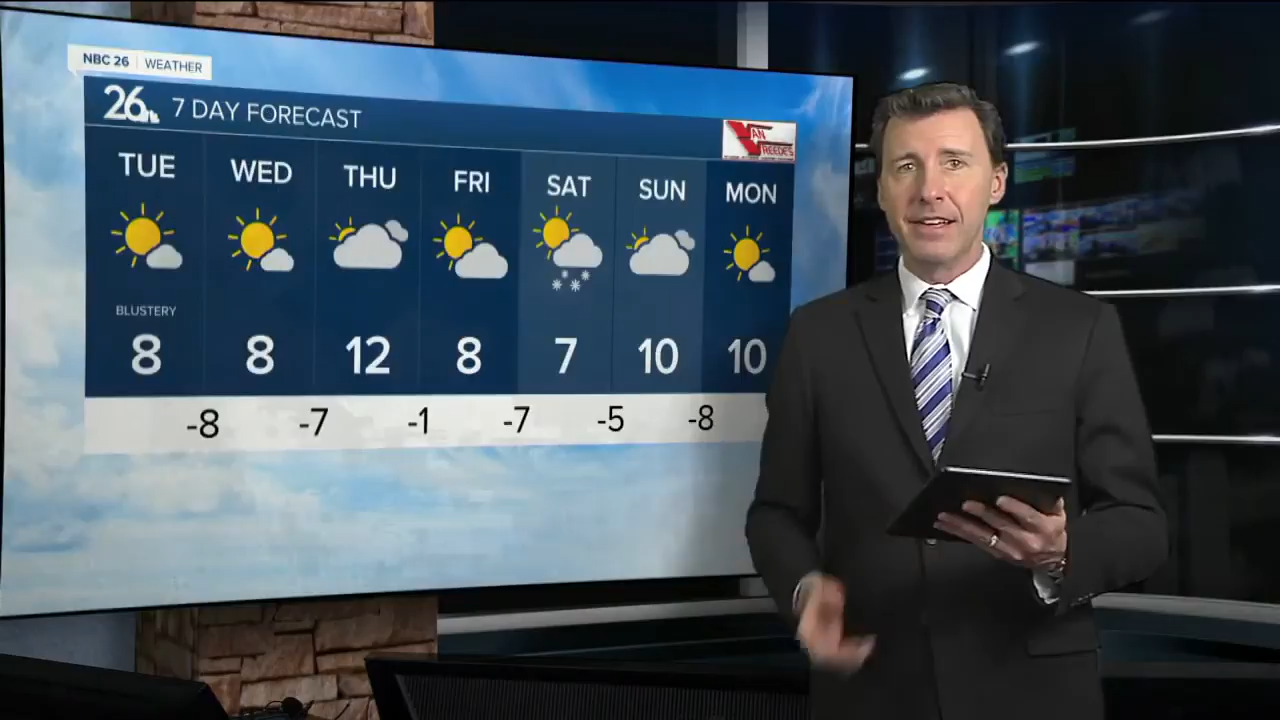 NBC 26 | WEATHER
26 7 DAY FORECAST
VAN VREEDE'S
TUE WED THU FRI SAT SUN MON
BLUSTERY
8 8 12 8 7 10 10
-8 -7 -1 -7 -5 -8